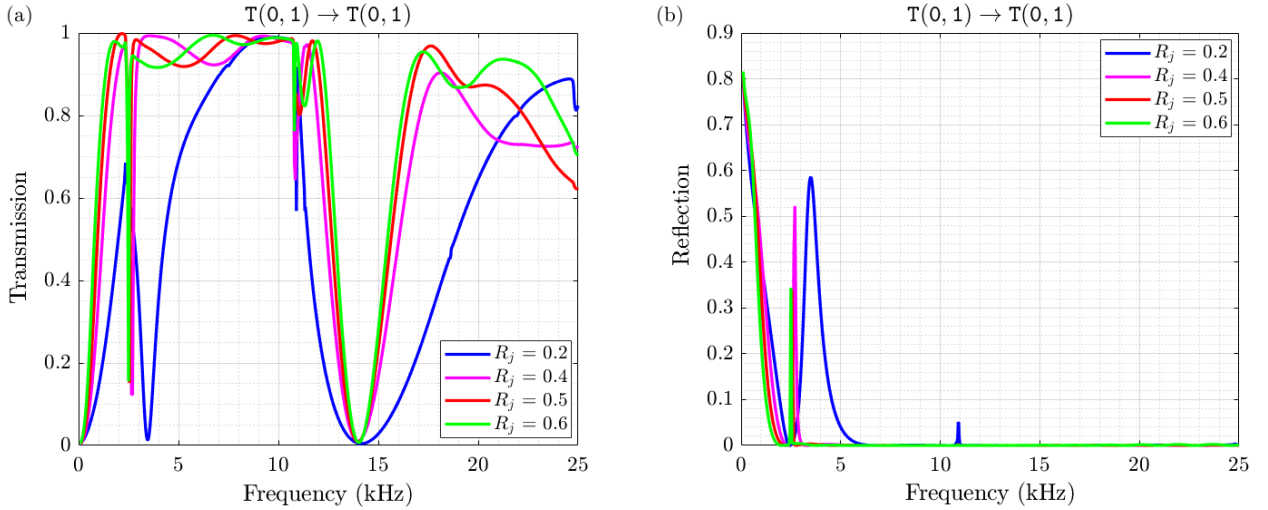 (a)
T(0,1) → T(0,1)
Transmission
1
0.8
0.6
0.4
0.2
0
0
5
10
15
20
25
Frequency (kHz)
R_j = 0.2
R_j = 0.4
R_j = 0.5
R_j = 0.6
(b)
T(0,1) → T(0,1)
Reflection
0.9
0.8
0.7
0.6
0.5
0.4
0.3
0.2
0.1
0
0
5
10
15
20
25
Frequency (kHz)
R_j = 0.2
R_j = 0.4
R_j = 0.5
R_j = 0.6